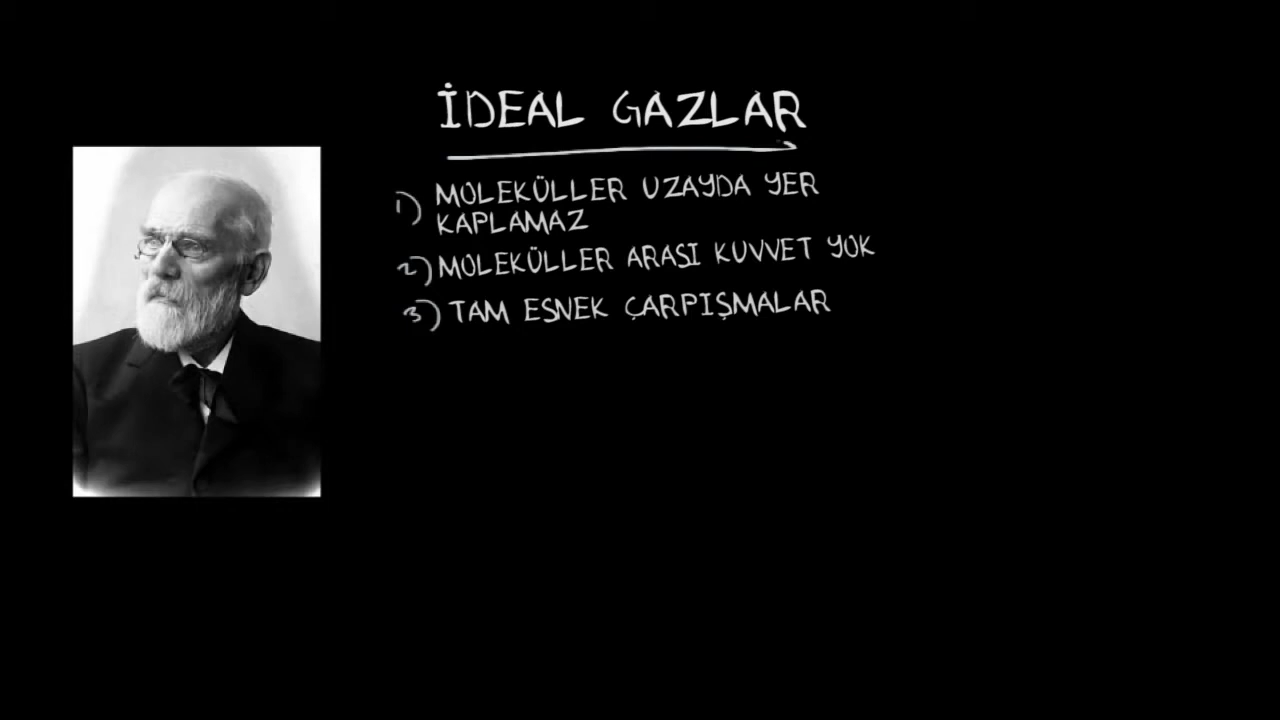 İDEAL GAZLAR
1) MOLEKÜLLER UZAYDA YER
KAPLAMAZ
2) MOLEKÜLLER ARASI KUVVET YOK
3) TAM ESNEK ÇARPIŞMALAR